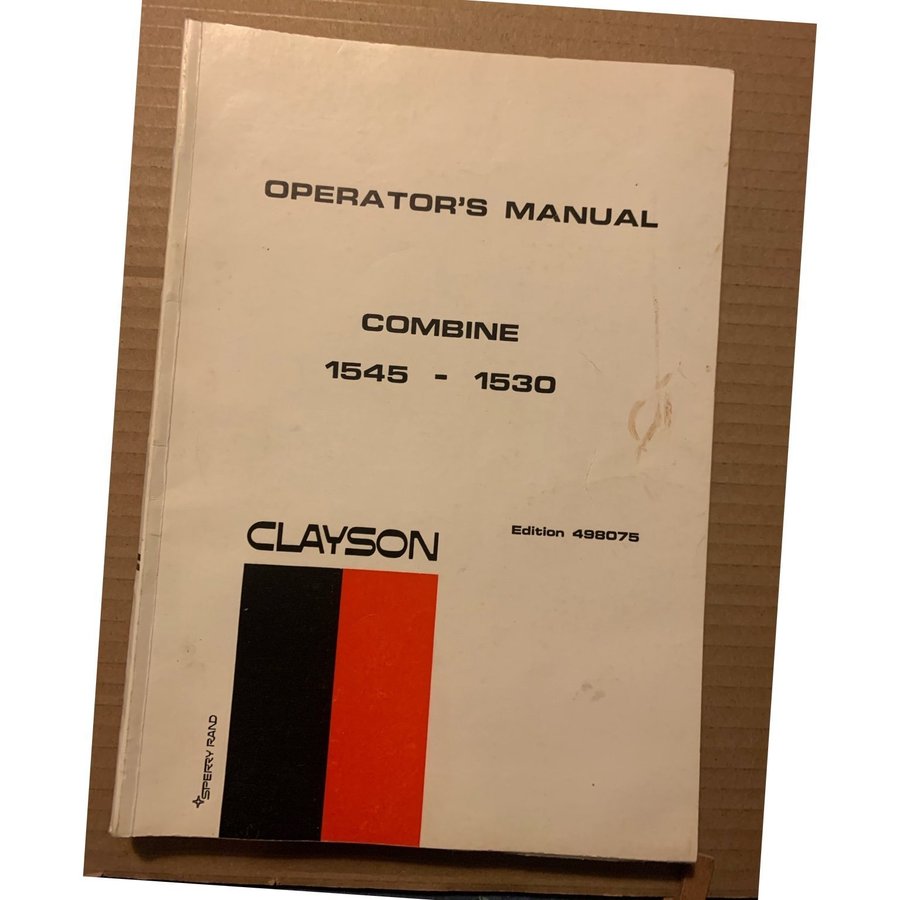 OPERATOR'S MANUAL
COMBINE
1545 - 1530
CLAYSON
Edition 498075
SPERRY RAND